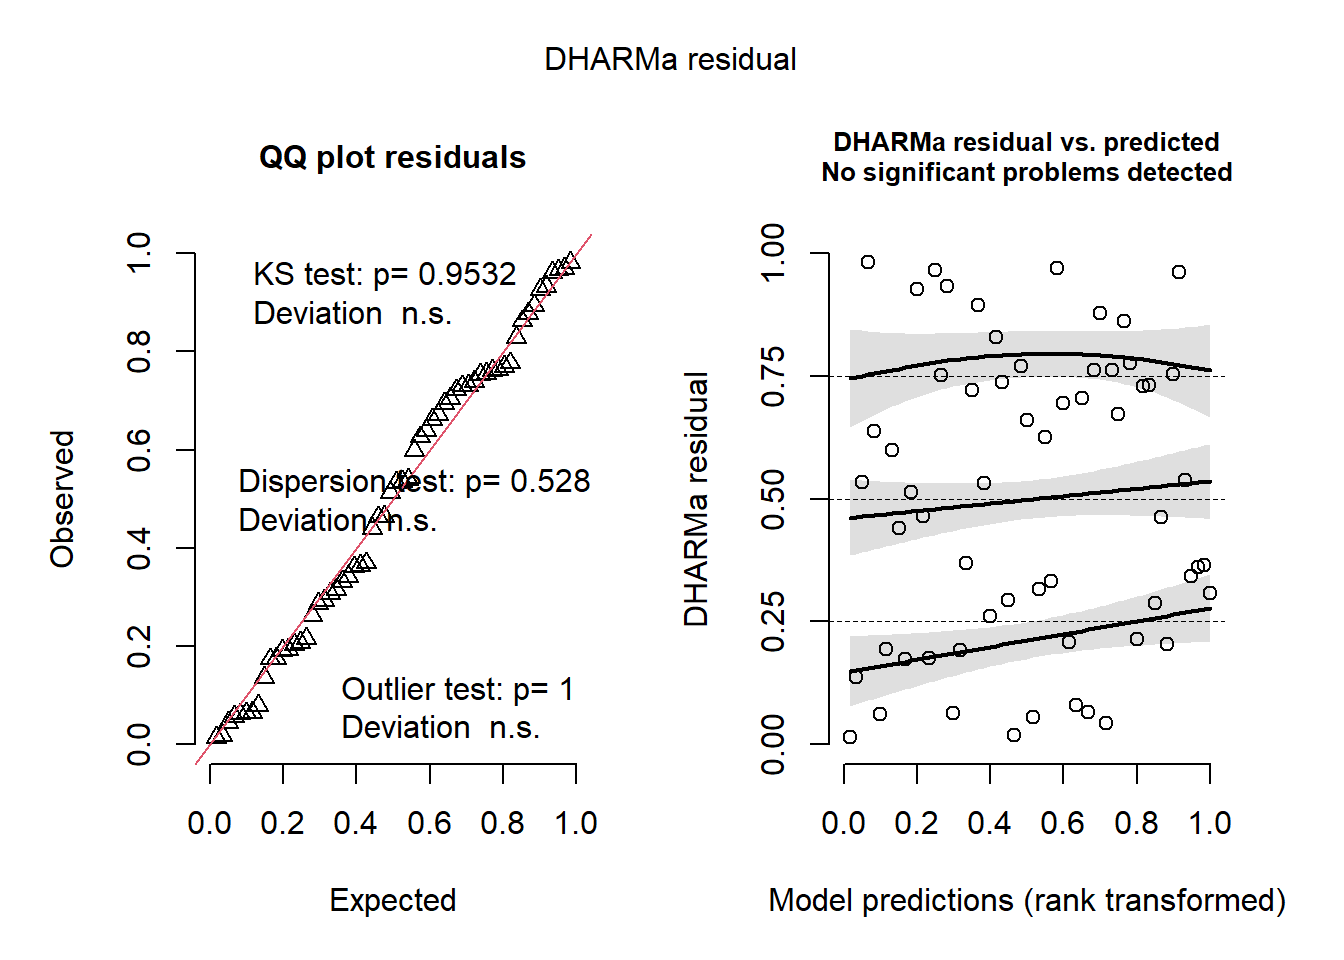 DHARMa residual
QQ plot residuals
KS test: p= 0.9532
Deviation  n.s.
Dispersion test: p= 0.528
Deviation  n.s.
Outlier test: p= 1
Deviation  n.s.
Observed
0.0
0.2
0.4
0.6
0.8
1.0
0.0 0.2 0.4 0.6 0.8 1.0
Expected
DHARMa residual vs. predicted
No significant problems detected
DHARMa residual
0.00
0.25
0.50
0.75
1.00
0.0 0.2 0.4 0.6 0.8 1.0
Model predictions (rank transformed)